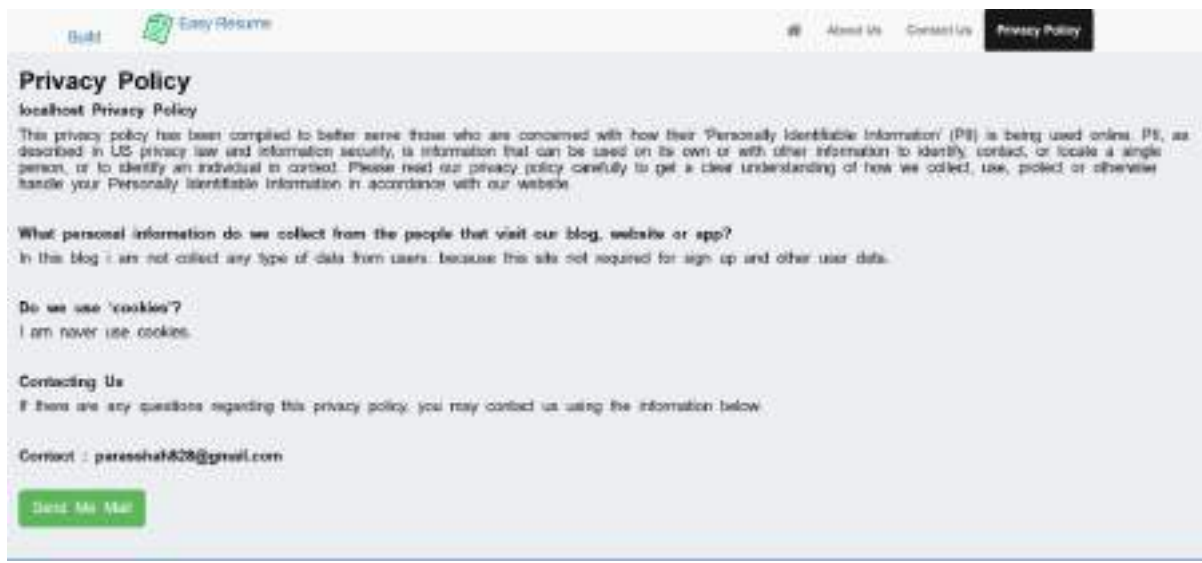 Build
Easy Resume
About Us
Contact Us
Privacy Policy
Privacy Policy
localhost Privacy Policy
This privacy policy has been compiled to better serve those who are concerned with how their 'Personally Identifiable Information' (PII) is being used online. PII, as
described in US privacy law and information security, is information that can be used on its own or with other information to identify, contact, or locate a single
person, or to identify an individual in context. Please read our privacy policy carefully to get a clear understanding of how we collect, use, protect or otherwise
handle your Personally Identifiable Information in accordance with our website.
What personal information do we collect from the people that visit our blog, website or app?
In this blog i am not collect any type of data from users. because this site not required for sign up and other user data.
Do we use 'cookies'?
I am naver use cookies.
Contacting Us
If there are any questions regarding this privacy policy, you may contact us using the information below.
Contact : parasshah828@gmail.com
Send Me Mail